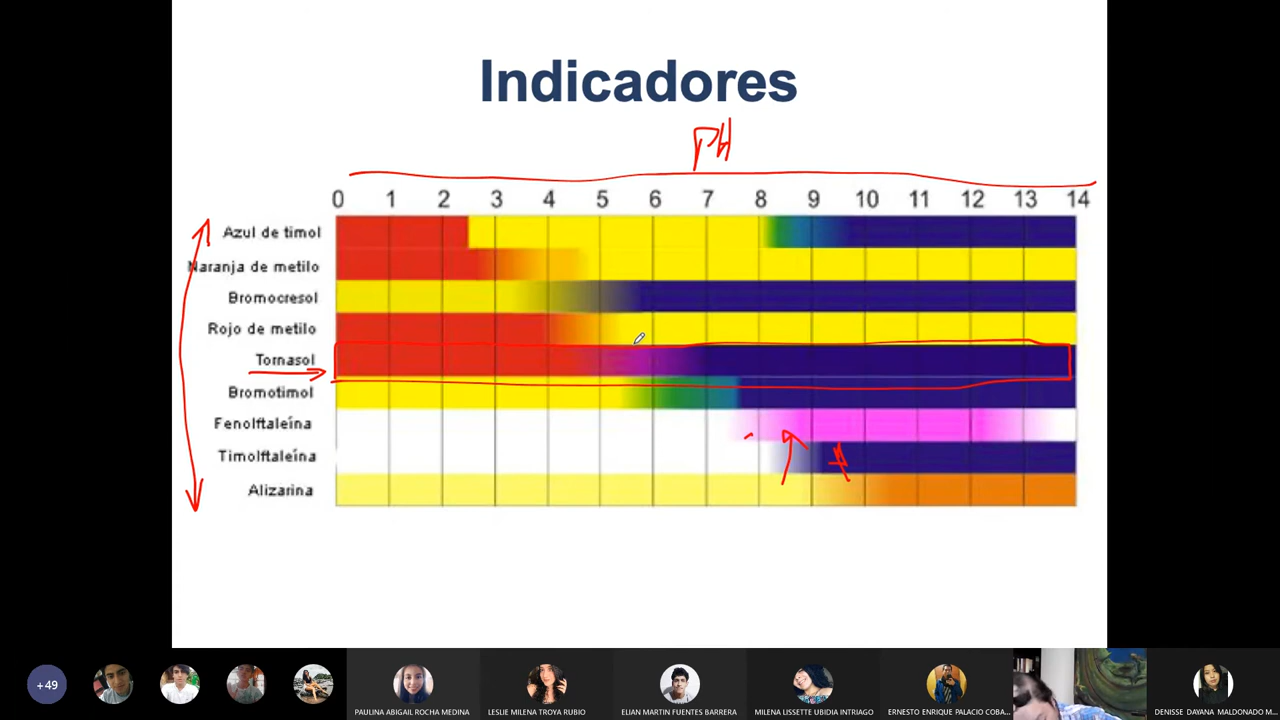 Indicadores
PH
0 1 2 3 4 5 6 7 8 9 10 11 12 13 14
Azul de timol
Naranja de metilo
Bromocresol
Rojo de metilo
Tornasol
Bromotimol
Fenolftaleína
Timolftaleína
Alizarina
+49
PAULINA ABIGAIL ROCHA MEDINA
LESLIE MILENA TROYA RUBIO
ELIAN MARTIN FUENTES BARRERA
MILENA LISSETTE UBIDIA INTRIAGO
ERNESTO ENRIQUE PALACIO COBA...
DENISSE DAYANA MALDONADO M...